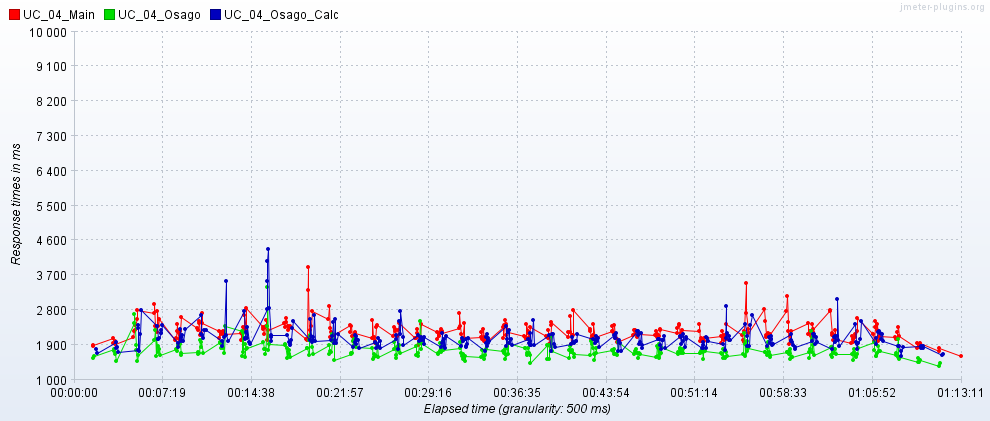 jmeter-plugins.org
UC_04_Main UC_04_Osago UC_04_Osago_Calc
10 000
9 100
8 200
7 300
6 400
5 500
4 600
3 700
2 800
1 900
1 000
Response times in ms
00:00:00 00:07:19 00:14:38 00:21:57 00:29:16 00:36:35 00:43:54 00:51:14 00:58:33 01:05:52 01:13:11
Elapsed time (granularity: 500 ms)